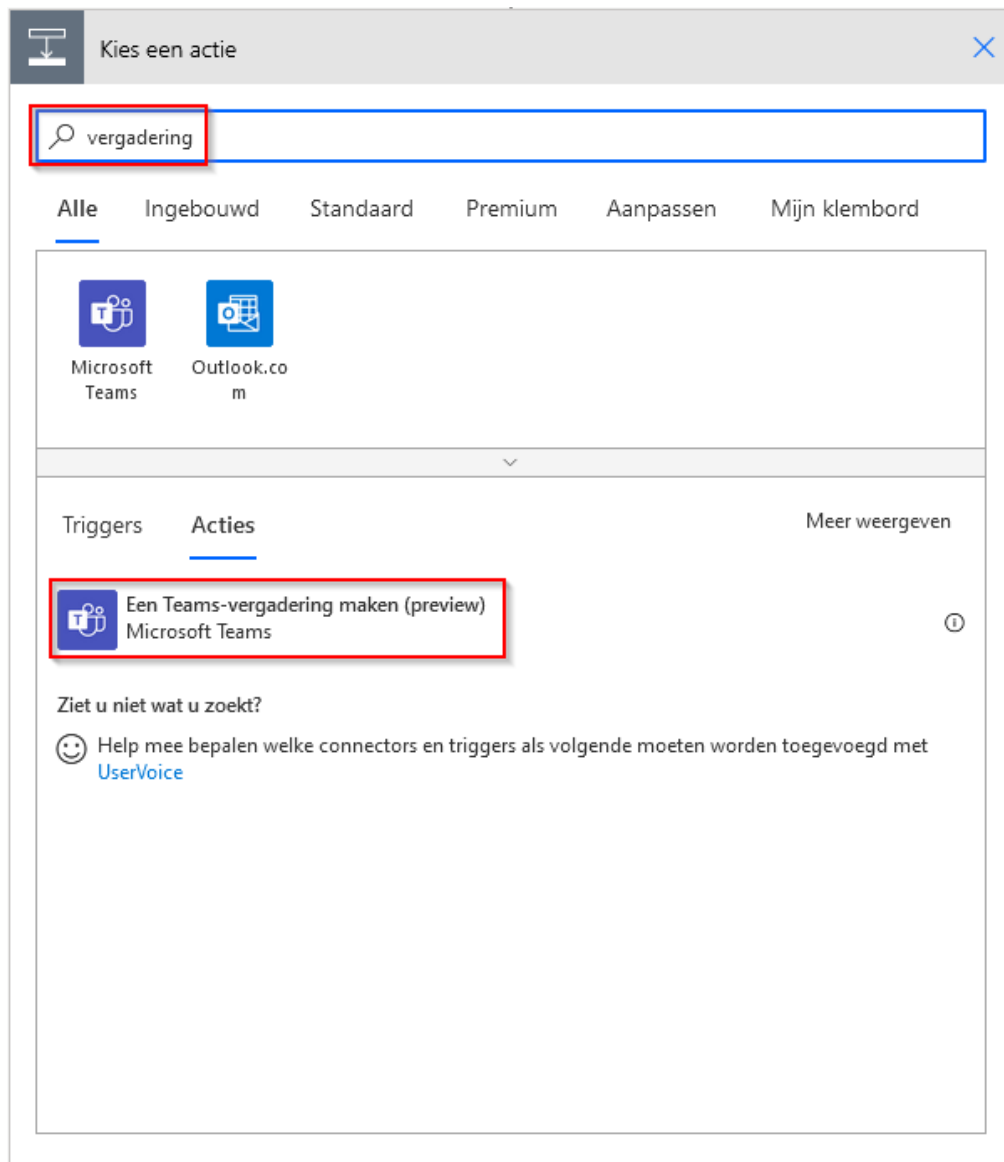 Kies een actie
vergadering
Alle Ingebouwd Standaard Premium Aanpassen Mijn klembord
Microsoft Teams
Outlook.com
Triggers Acties Meer weergeven
Een Teams-vergadering maken (preview)
Microsoft Teams
Ziet u niet wat u zoekt?
Help mee bepalen welke connectors en triggers als volgende moeten worden toegevoegd met
UserVoice